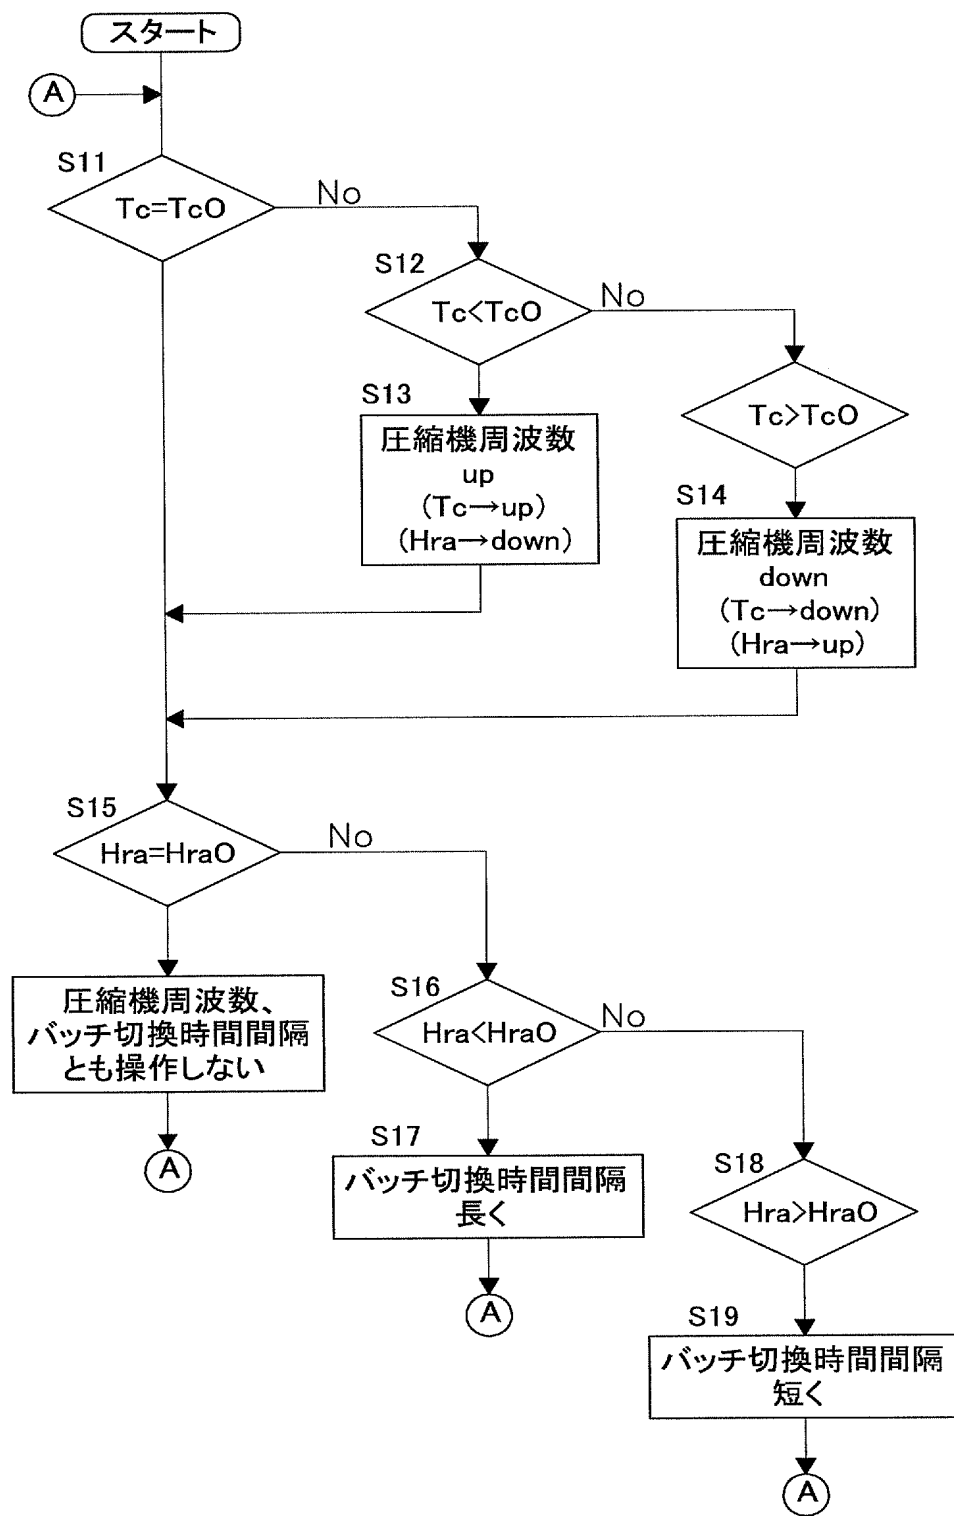 スタート
A
S11
Tc=TcO
No
S12
Tc<TcO
No
S13
圧縮機周波数
up
(Tc→up)
(Hra→down)
Tc>TcO
S14
圧縮機周波数
down
(Tc→down)
(Hra→up)
S15
Hra=HraO
No
圧縮機周波数、
バッチ切換時間間隔
とも操作しない
A
S16
Hra<HraO
No
S17
バッチ切換時間間隔
長く
A
S18
Hra>HraO
S19
バッチ切換時間間隔
短く
A